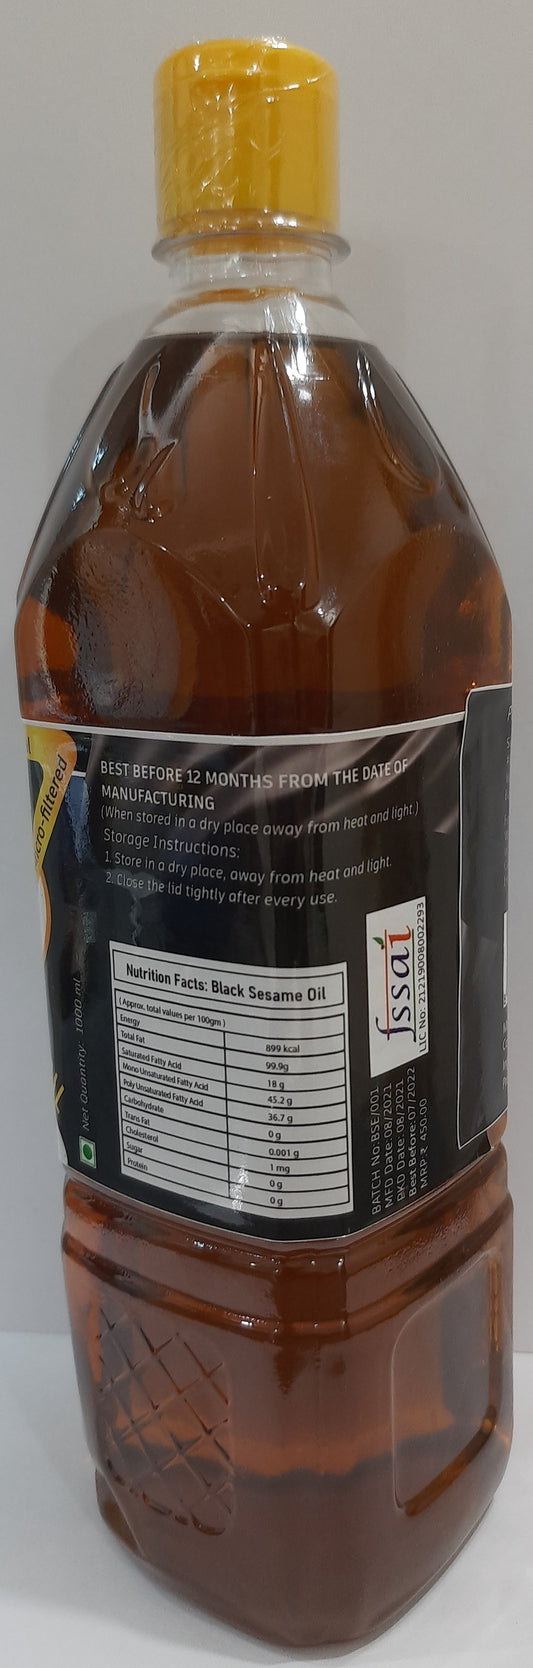 cro-filtered
BEST BEFORE 12 MONTHS FROM THE DATE OF
MANUFACTURING
(When stored in a dry place away from heat and light.)
Storage Instructions:
1. Store in a dry place, away from heat and light.
2. Close the lid tightly after every use.
Net Quantity: 1000 ml
Nutrition Facts: Black Sesame Oil
(Approx. total values per 100gm)
Energy 899 kcal
Total Fat 99.9g
Saturated Fatty Acid 18 g
Mono Unsaturated Fatty Acid 45.2 g
Poly Unsaturated Fatty Acid 36.7 g
Carbohydrate 0 g
Trans Fat 0.001 g
Cholesterol 1 mg
Sugar 0 g
Protein 0 g
fssai
LIC No: 21219008002293
BATCH No:BSE/001
MFD Date:08/2021
PKD Date:08/2021
Best Before:07/2022
MRP:₹ 450.00